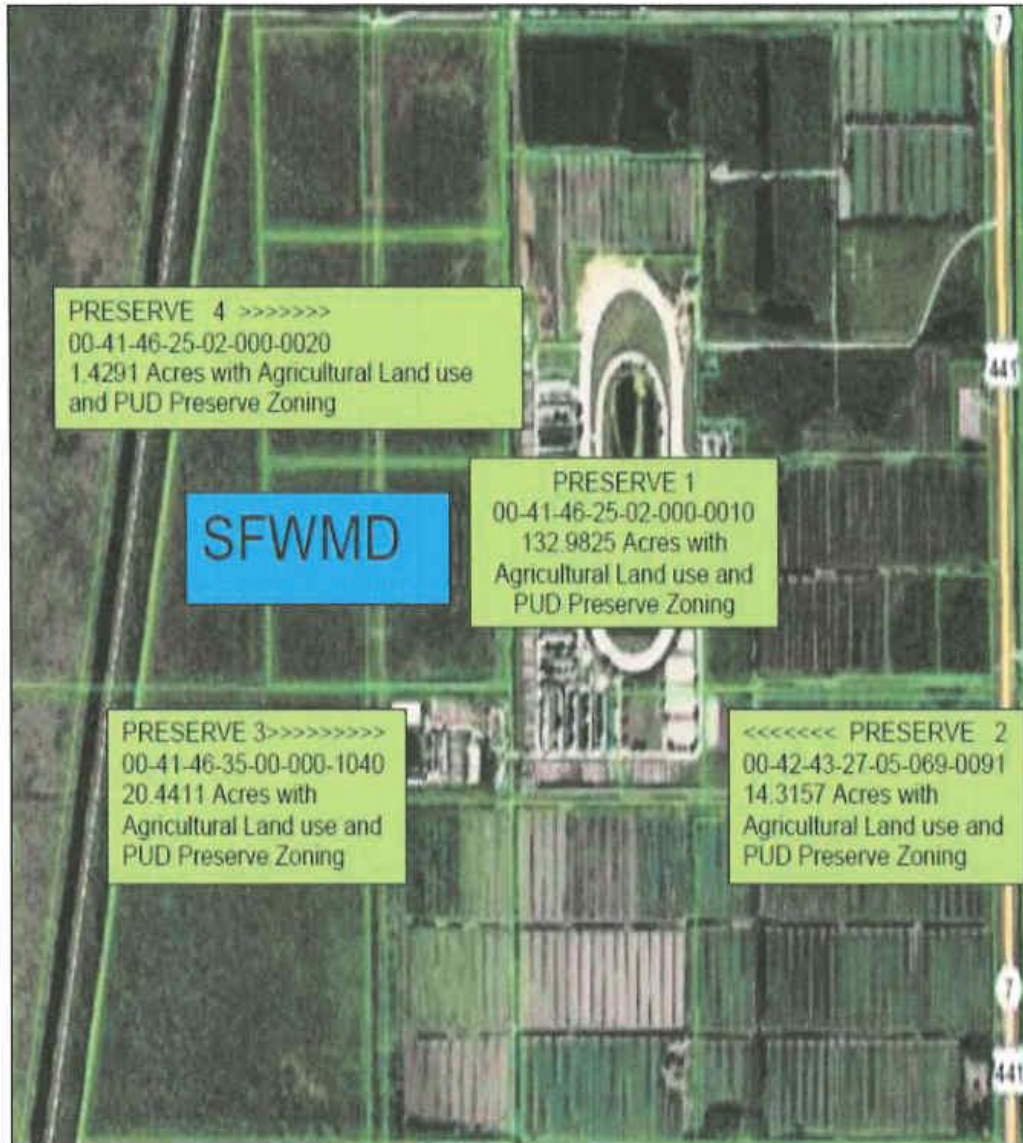 7
PRESERVE 4 >>>>>>>
00-41-46-25-02-000-0020
1.4291 Acres with Agricultural Land use
and PUD Preserve Zoning
441
PRESERVE 1
00-41-46-25-02-000-0010
132.9825 Acres with
Agricultural Land use and
PUD Preserve Zoning
SFWMD
PRESERVE 3>>>>>>>>>
00-41-46-35-00-000-1040
20.4411 Acres with
Agricultural Land use and
PUD Preserve Zoning
<<<<<<< PRESERVE 2
00-42-43-27-05-069-0091
14.3157 Acres with
Agricultural Land use and
PUD Preserve Zoning
7
441